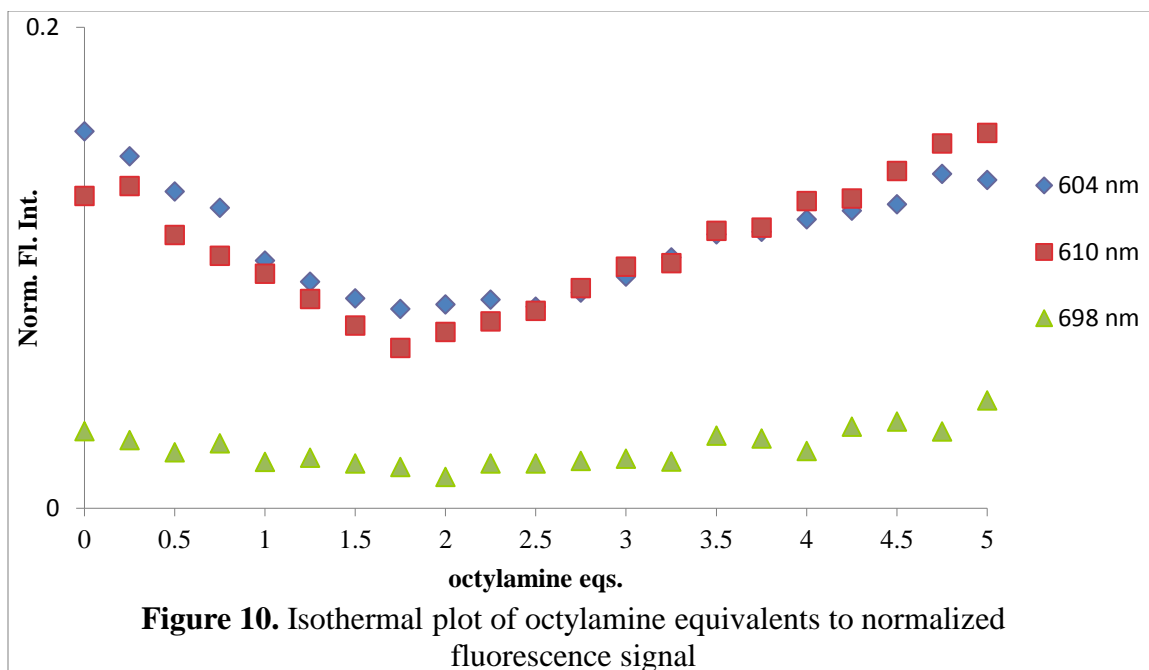 0.2
Norm. Fl. Int.
0
0 0.5 1 1.5 2 2.5 3 3.5 4 4.5 5
octylamine eqs.
604 nm
610 nm
698 nm
Figure 10. Isothermal plot of octylamine equivalents to normalized
fluorescence signal